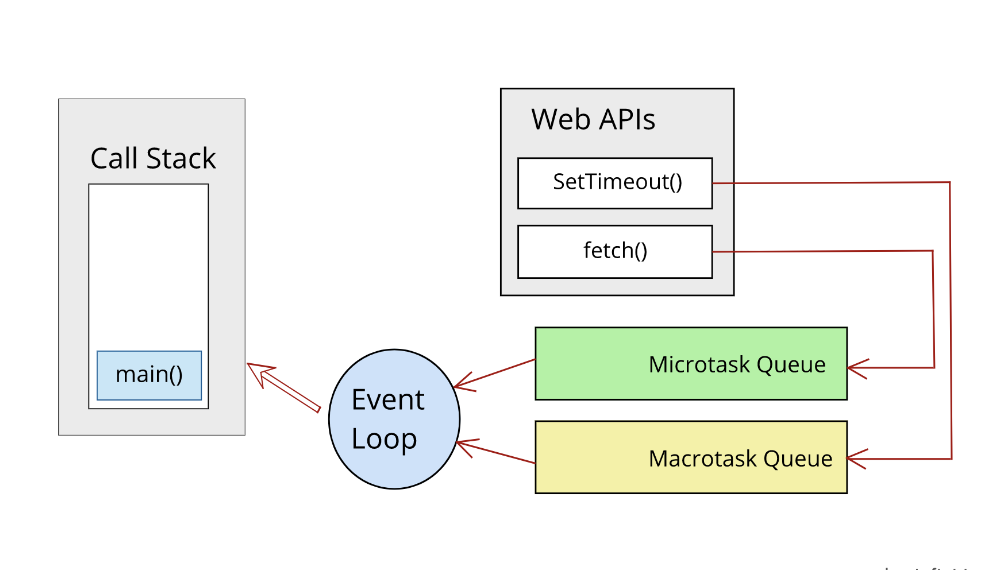 Call Stack
main()
Web APIs
SetTimeout()
fetch()
Event
Loop
Microtask Queue
Macrotask Queue